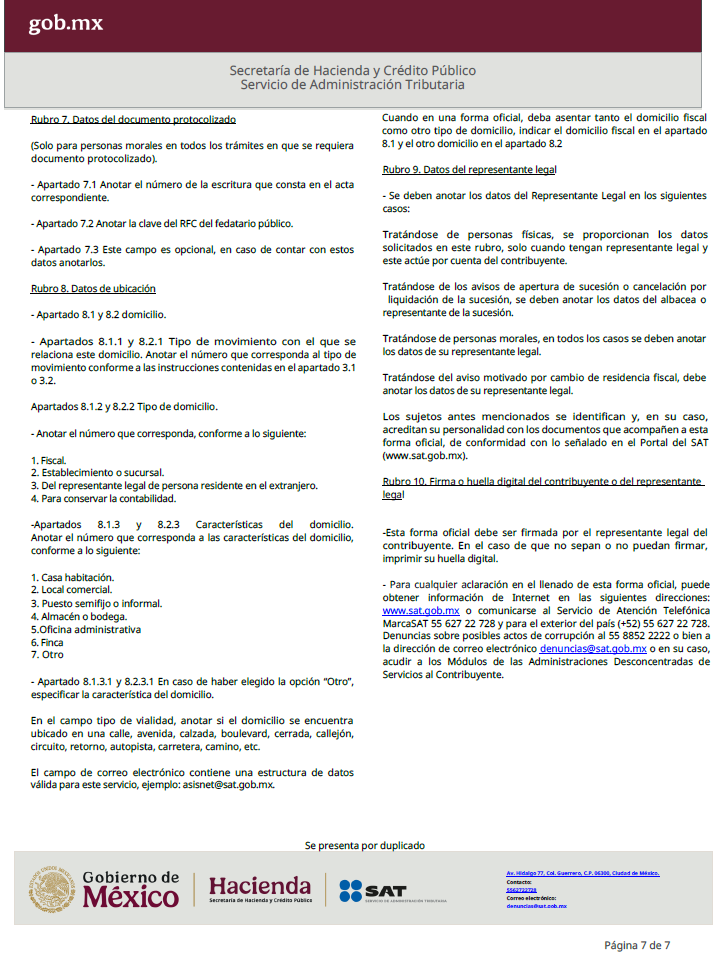 gob.mx
Secretaría de Hacienda y Crédito Público
Servicio de Administración Tributaria
Rubro 7. Datos del documento protocolizado
(Solo para personas morales en todos los trámites en que se requiera
documento protocolizado).
- Apartado 7.1 Anotar el número de la escritura que consta en el acta
correspondiente.
- Apartado 7.2 Anotar la clave del RFC del fedatario público.
- Apartado 7.3 Este campo es opcional, en caso de contar con estos
datos anotarlos.
Rubro 8. Datos de ubicación
- Apartado 8.1 y 8.2 domicilio.
- Apartados 8.1.1 y 8.2.1 Tipo de movimiento con el que se
relaciona este domicilio. Anotar el número que corresponda al tipo de
movimiento conforme a las instrucciones contenidas en el apartado 3.1
o 3.2.
Apartados 8.1.2 y 8.2.2 Tipo de domicilio.
- Anotar el número que corresponda, conforme a lo siguiente:
1. Fiscal.
2. Establecimiento o sucursal.
3. Del representante legal de persona residente en el extranjero.
4. Para conservar la contabilidad.
-Apartados 8.1.3 y 8.2.3 Características del domicilio.
Anotar el número que corresponda a las características del domicilio,
conforme a lo siguiente:
1. Casa habitación.
2. Local comercial.
3. Puesto semifijo o informal.
4. Almacén o bodega.
5.Oficina administrativa
6. Finca
7. Otro
- Apartado 8.1.3.1 y 8.2.3.1 En caso de haber elegido la opción "Otro",
especificar la característica del domicilio.
En el campo tipo de vialidad, anotar si el domicilio se encuentra
ubicado en una calle, avenida, calzada, boulevard, cerrada, callejón,
circuito, retorno, autopista, carretera, camino, etc.
El campo de correo electrónico contiene una estructura de datos
válida para este servicio, ejemplo: asisnet@sat.gob.mx.
Cuando en una forma oficial, deba asentar tanto el domicilio fiscal
como otro tipo de domicilio, indicar el domicilio fiscal en el apartado
8.1 y el otro domicilio en el apartado 8.2
Rubro 9. Datos del representante legal
- Se deben anotar los datos del Representante Legal en los siguientes
casos:
Tratándose de personas físicas, se proporcionan los datos
solicitados en este rubro, solo cuando tengan representante legal y
este actúe por cuenta del contribuyente.
Tratándose de los avisos de apertura de sucesión o cancelación por
liquidación de la sucesión, se deben anotar los datos del albacea o
representante de la sucesión.
Tratándose de personas morales, en todos los casos se deben anotar
los datos de su representante legal.
Tratándose del aviso motivado por cambio de residencia fiscal, debe
anotar los datos de su representante legal.
Los sujetos antes mencionados se identifican y, en su caso,
acreditan su personalidad con los documentos que acompañen a esta
forma oficial, de conformidad con lo señalado en el Portal del SAT
(www.sat.gob.mx).
Rubro 10. Firma o huella digital del contribuyente o del representante
legal
-Esta forma oficial debe ser firmada por el representante legal del
contribuyente. En el caso de que no sepan o no puedan firmar,
imprimir su huella digital.
- Para cualquier aclaración en el llenado de esta forma oficial, puede
obtener información de Internet en las siguientes direcciones:
www.sat.gob.mx o comunicarse al Servicio de Atención Telefónica
MarcaSAT 55 627 22 728 y para el exterior del país (+52) 55 627 22 728.
Denuncias sobre posibles actos de corrupción al 55 8852 2222 o bien a
la dirección de correo electrónico denuncias@sat.gob.mx o en su caso,
acudir a los Módulos de las Administraciones Desconcentradas de
Servicios al Contribuyente.
Se presenta por duplicado
Gobierno de
México
Hacienda
Secretaría de Hacienda y Crédito Público
SAT
SERVICIO DE ADMINISTRACIÓN TRIBUTARIA
Av. Hidalgo 77, Col. Guerrero, C.P. 06300, Ciudad de México.
Contacto:
5562722728
Correo electrónico:
denuncias@sat.gob.mx
Página 7 de 7